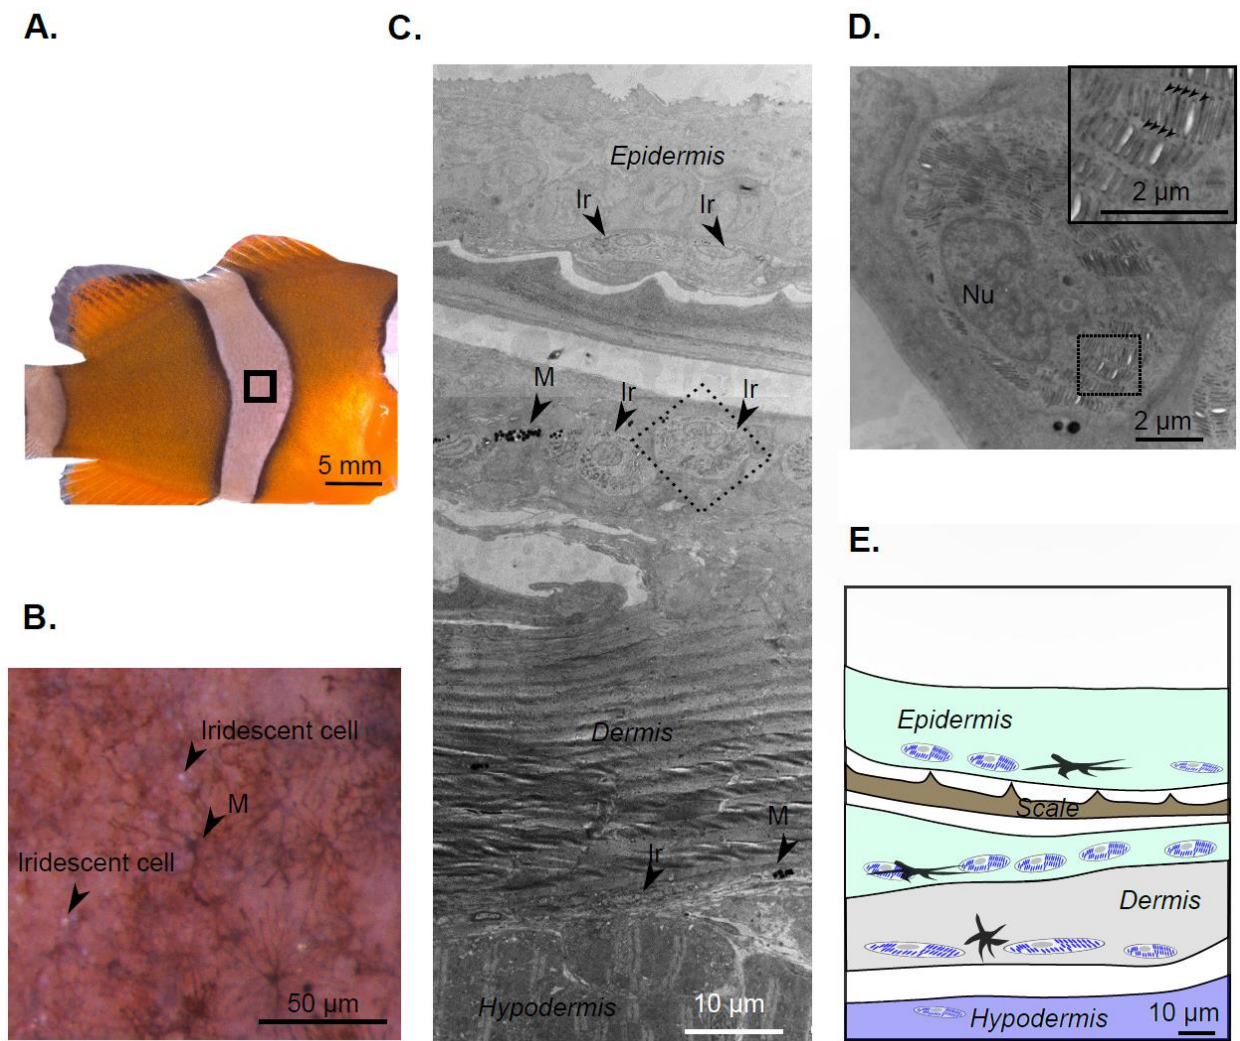 A.
5 mm
B.
Iridescent cell
M
Iridescent cell
50 µm
C.
Epidermis
Ir
Ir
M
Ir
Ir
Dermis
M
Ir
Hypodermis
10 µm
D.
2 µm
Nu
2 µm
E.
Epidermis
Scale
Dermis
Hypodermis
10 µm